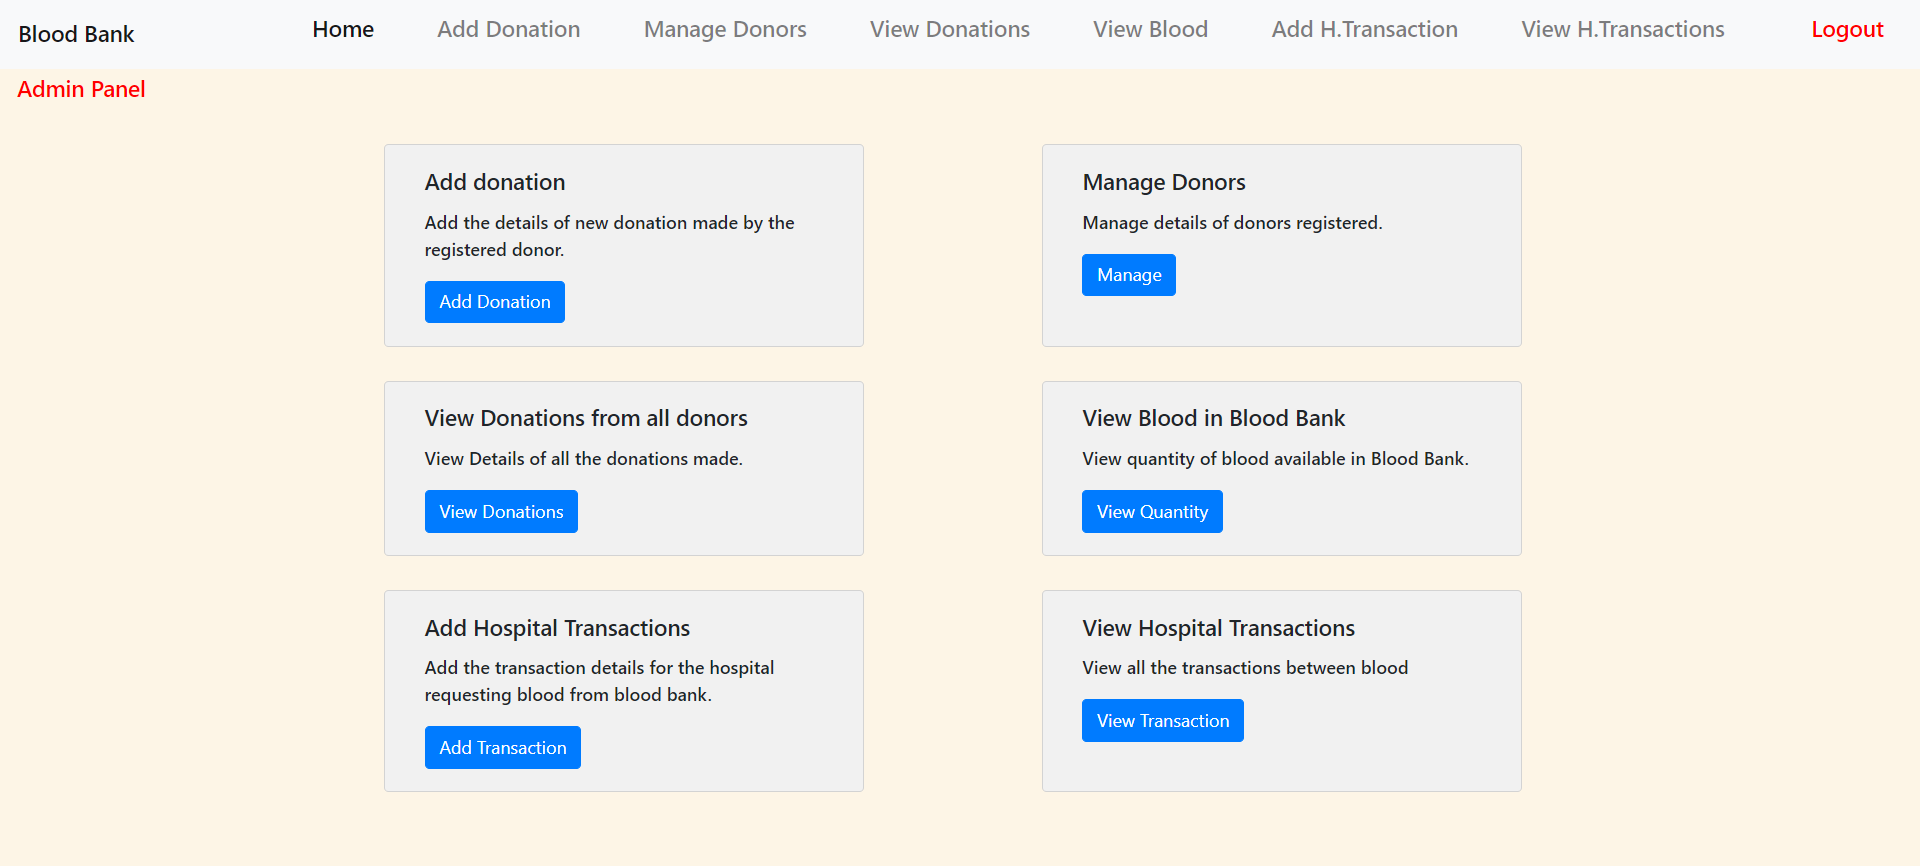 Blood Bank
Home
Add Donation
Manage Donors
View Donations
View Blood
Add H.Transaction
View H.Transactions
Logout
Admin Panel
Add donation
Add the details of new donation made by the
registered donor.
Add Donation
Manage Donors
Manage details of donors registered.
Manage
View Donations from all donors
View Details of all the donations made.
View Donations
View Blood in Blood Bank
View quantity of blood available in Blood Bank.
View Quantity
Add Hospital Transactions
Add the transaction details for the hospital
requesting blood from blood bank.
Add Transaction
View Hospital Transactions
View all the transactions between blood
View Transaction